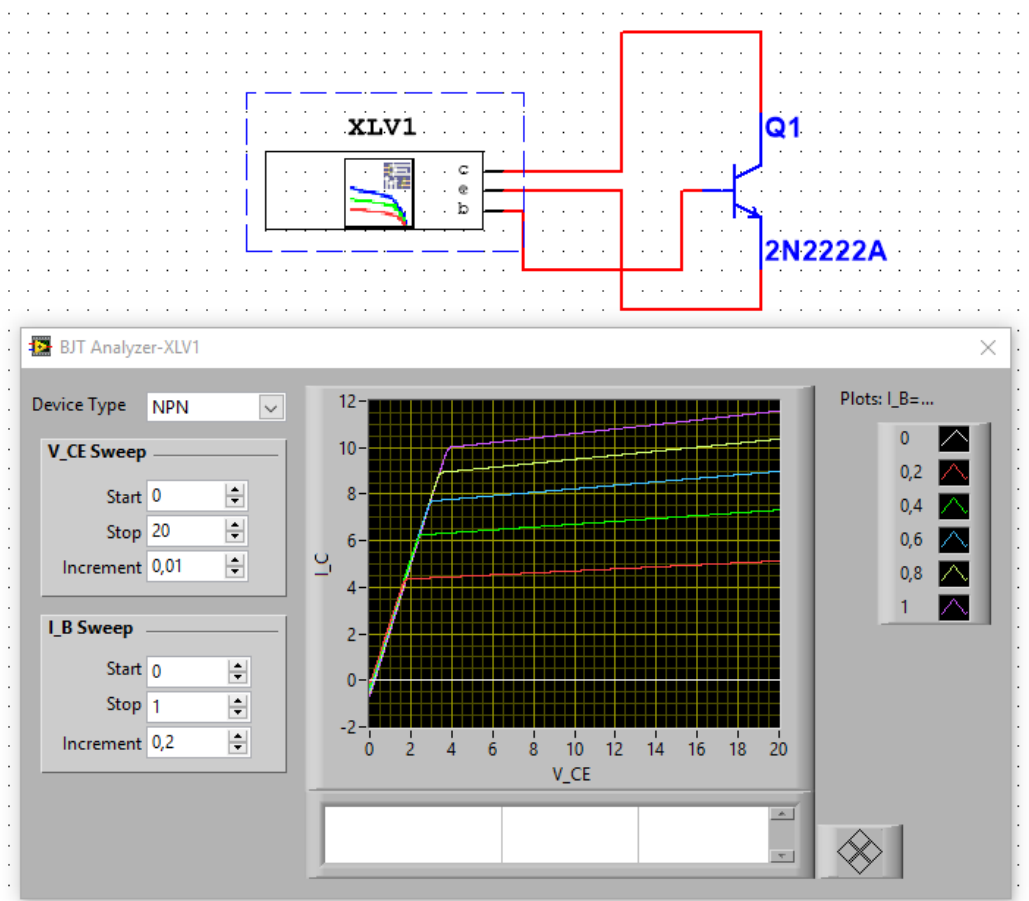 XLV1
c
e
b
Q1
2N2222A
BJT Analyzer-XLV1
Device Type NPN
V_CE Sweep
Start 0
Stop 20
Increment 0,01
I_B Sweep
Start 0
Stop 1
Increment 0,2
I_C
12
10
8
6
4
2
0
-2
0 2 4 6 8 10 12 14 16 18 20
V_CE
Plots: I_B=...
0
0,2
0,4
0,6
0,8
1